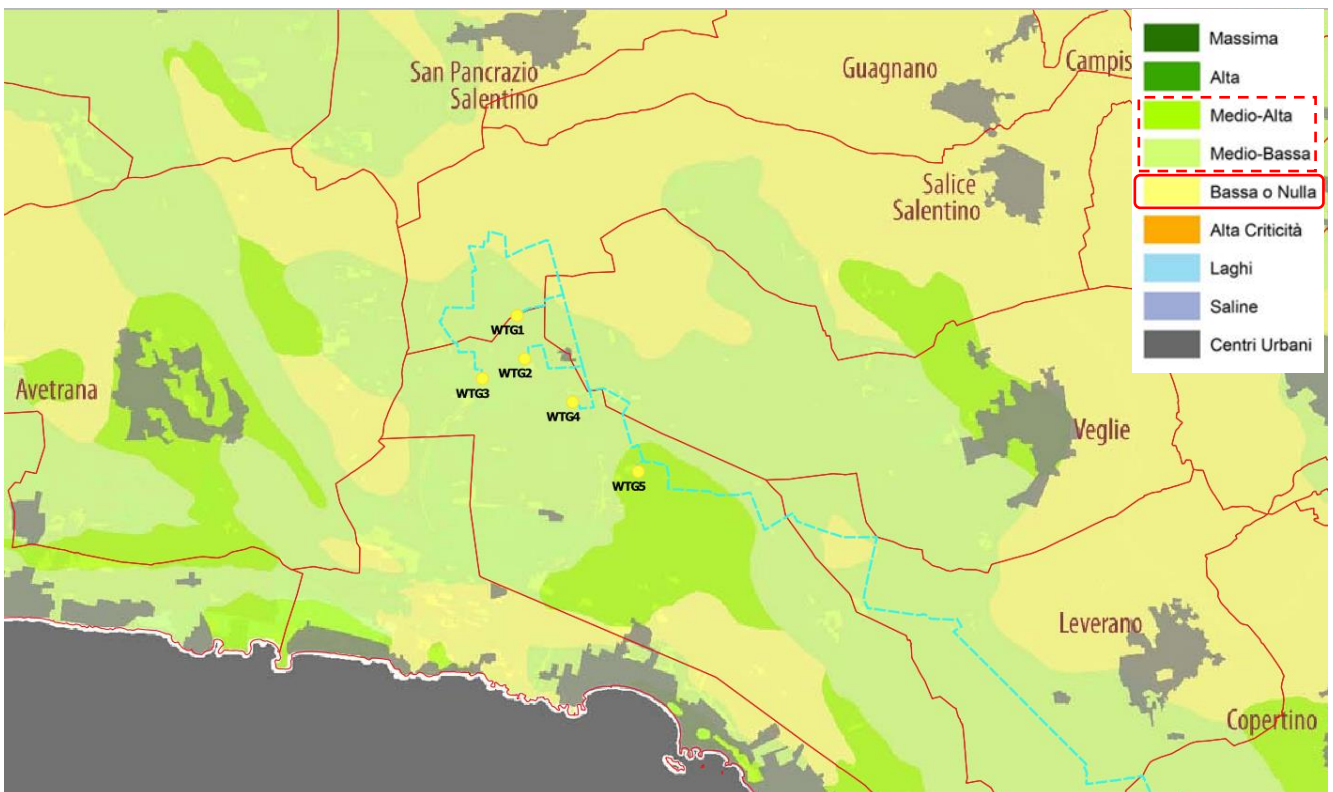 San Pancrazio
Salentino
Guagnano
Campis
Salice
Salentino
WTG1
WTG2
WTG3
WTG4
Avetrana
Veglie
WTG5
Leverano
Copertino
Massima
Alta
Medio-Alta
Medio-Bassa
Bassa o Nulla
Alta Criticità
Laghi
Saline
Centri Urbani